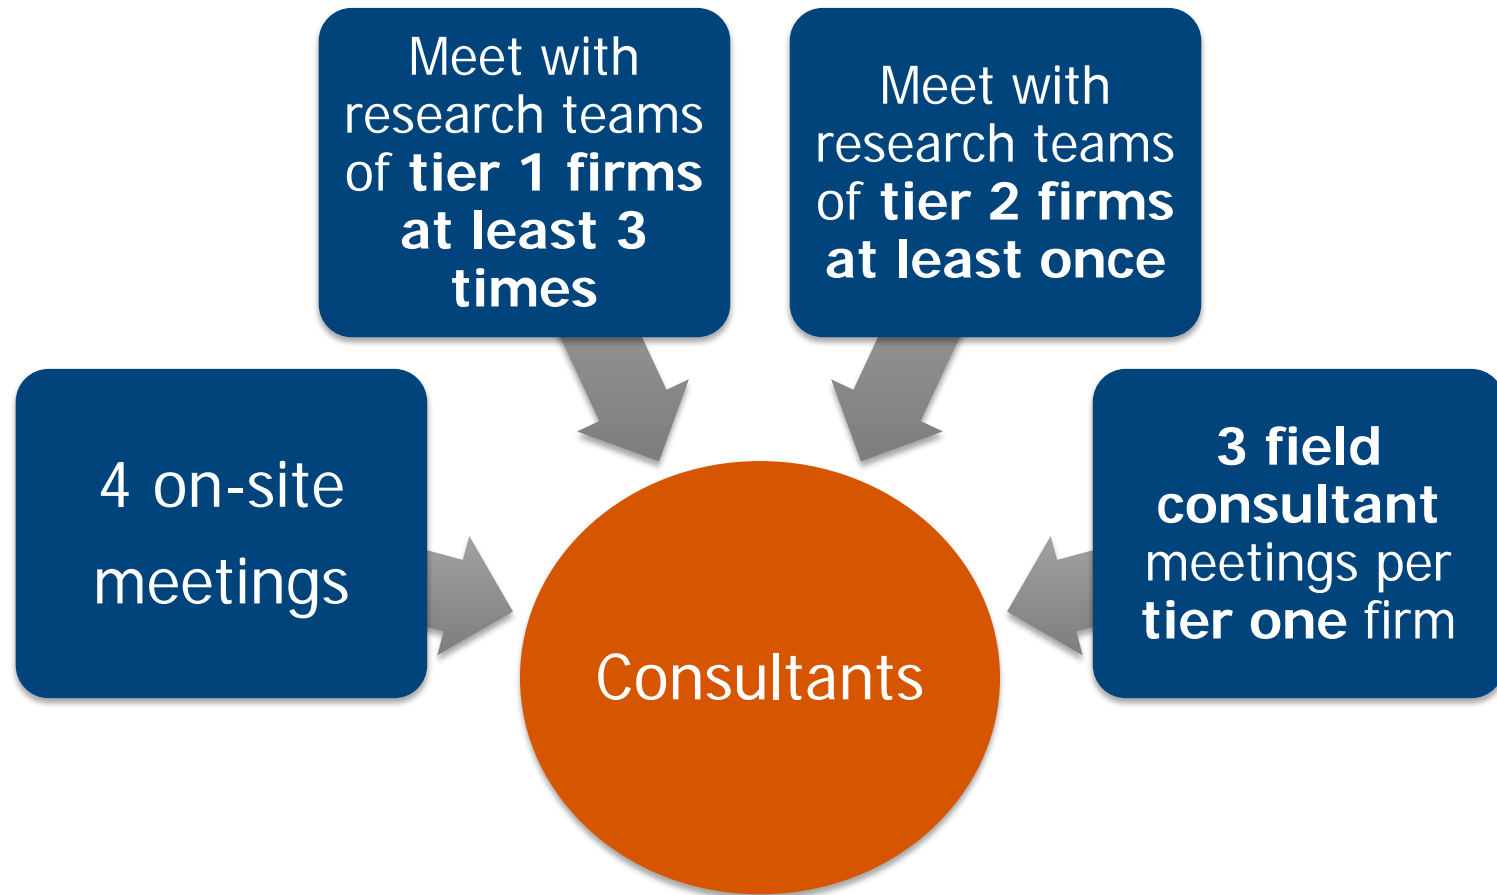 Meet with
research teams
of tier 1 firms
at least 3
times
Meet with
research teams
of tier 2 firms
at least once
4 on-site
meetings
3 field
consultant
meetings per
tier one firm
Consultants